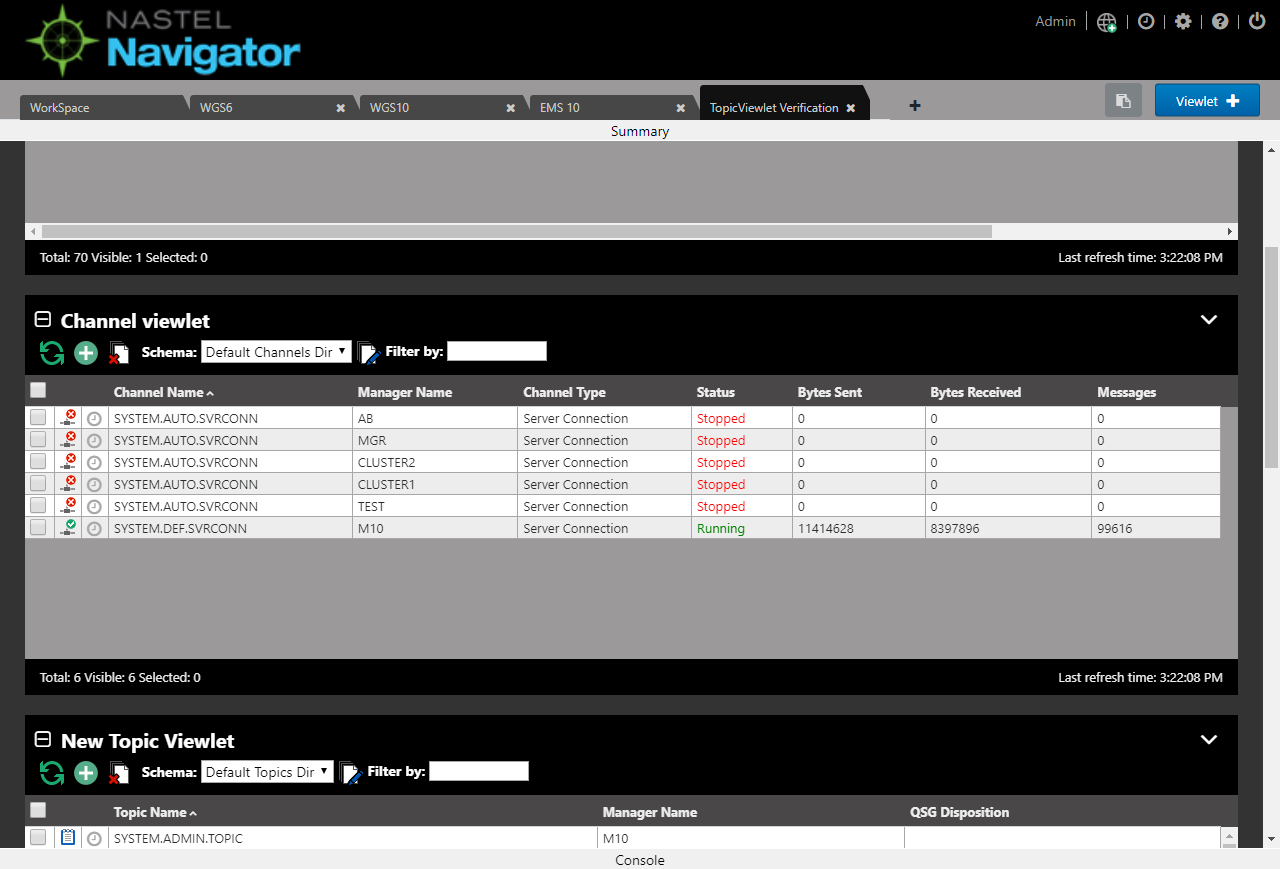 NASTEL
Navigator
Admin
WorkSpace WGS6 WGS10 EMS 10 TopicViewlet Verification Viewlet
Summary
Total: 70 Visible: 1 Selected: 0 Last refresh time: 3:22:08 PM
Channel viewlet
Schema: Default Channels Dir Filter by:
Channel Name Manager Name Channel Type Status Bytes Sent Bytes Received Messages
SYSTEM.AUTO.SVRCONN AB Server Connection Stopped 0 0 0
SYSTEM.AUTO.SVRCONN MGR Server Connection Stopped 0 0 0
SYSTEM.AUTO.SVRCONN CLUSTER2 Server Connection Stopped 0 0 0
SYSTEM.AUTO.SVRCONN CLUSTER1 Server Connection Stopped 0 0 0
SYSTEM.AUTO.SVRCONN TEST Server Connection Stopped 0 0 0
SYSTEM.DEF.SVRCONN M10 Server Connection Running 11414628 8397896 99616
Total: 6 Visible: 6 Selected: 0 Last refresh time: 3:22:08 PM
New Topic Viewlet
Schema: Default Topics Dir Filter by:
Topic Name Manager Name QSG Disposition
SYSTEM.ADMIN.TOPIC M10
Console